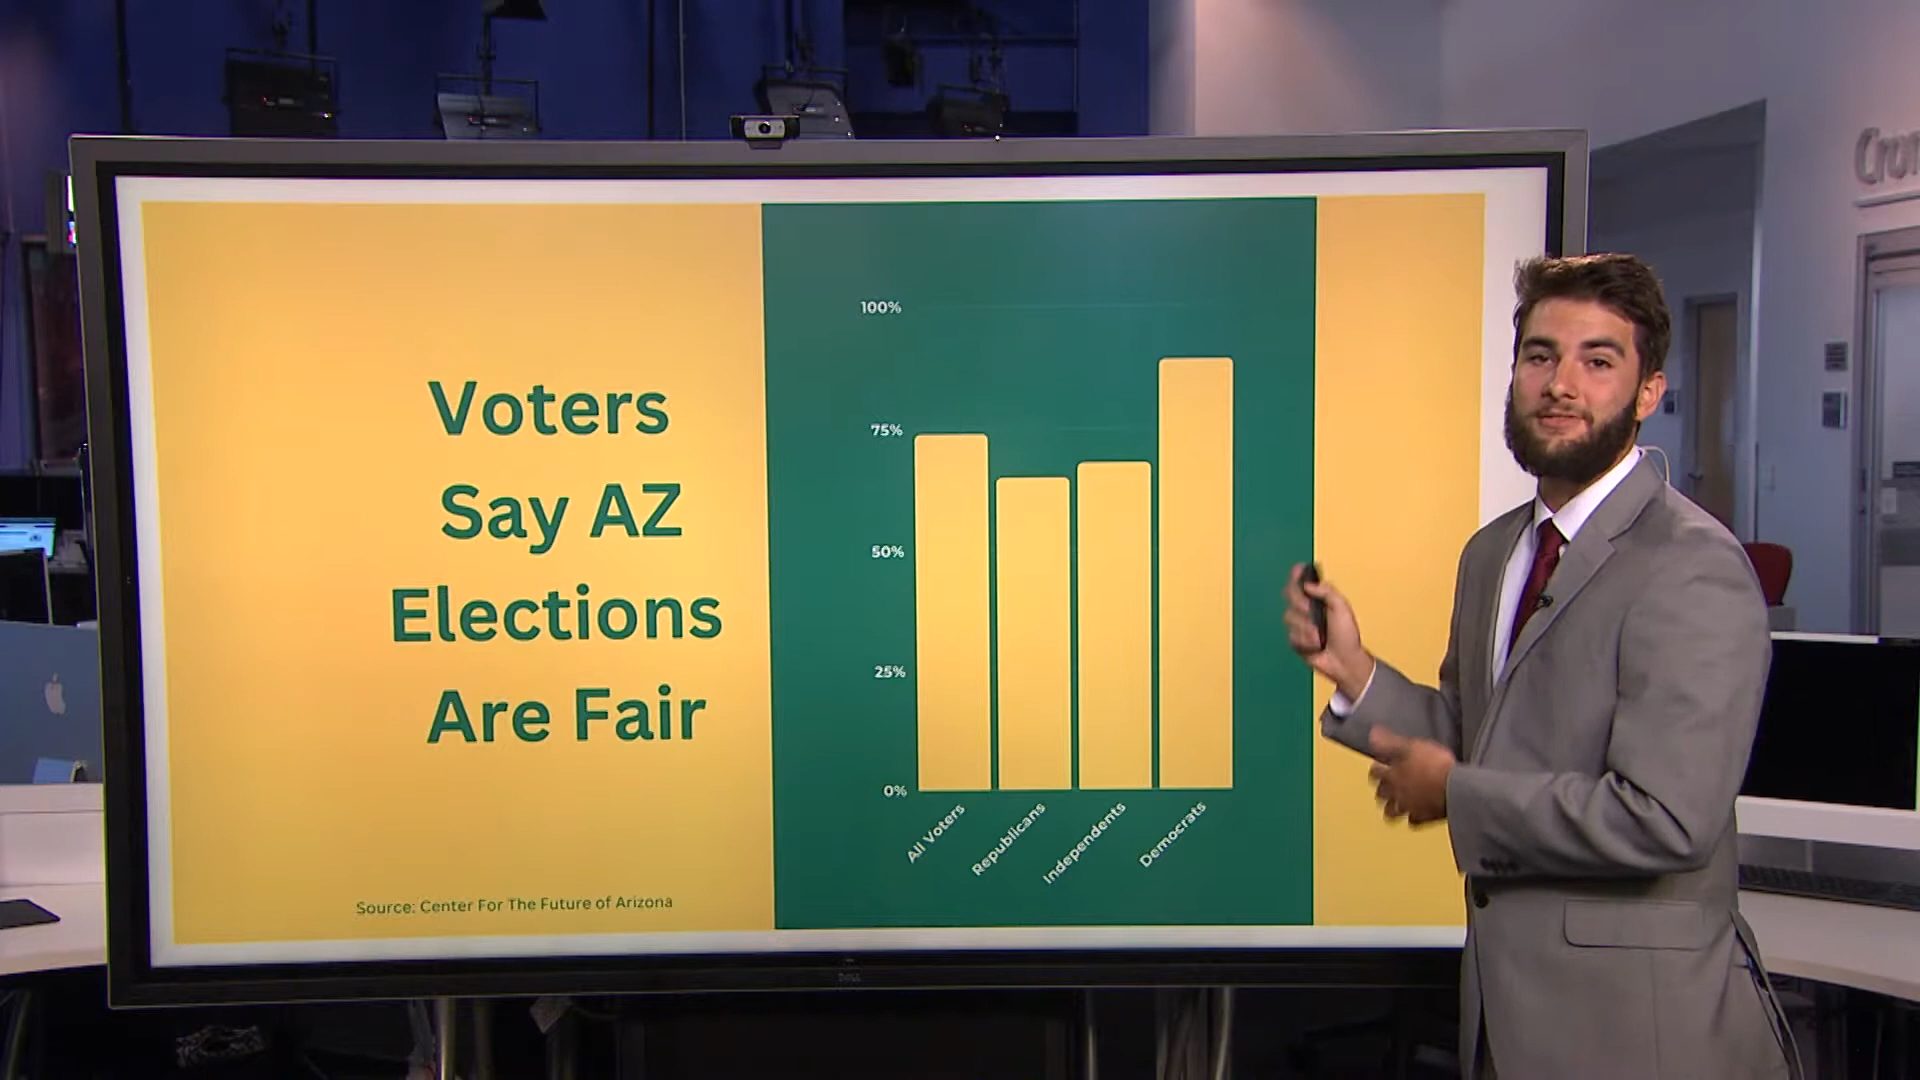 Voters
Say AZ
Elections
Are Fair
Source: Center For The Future of Arizona
100%
75%
50%
25%
0%
All Voters
Republicans
Independents
Democrats
DELL